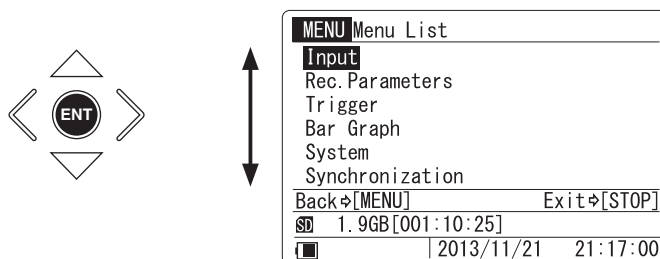 ENT
MENU Menu List
Input
Rec.Parameters
Trigger
Bar Graph
System
Synchronization
Back⇨[MENU] Exit⇨[STOP]
SD 1.9GB[001:10:25]
2013/11/21 21:17:00